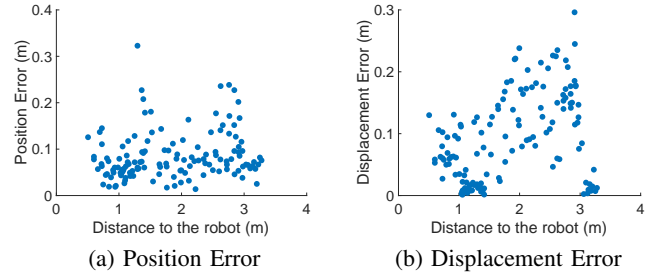 0.4
0.3
0.2
0.1
0
Position Error (m)
0 1 2 3 4
Distance to the robot (m)
(a) Position Error
0.3
0.2
0.1
0
Displacement Error (m)
0 1 2 3 4
Distance to the robot (m)
(b) Displacement Error